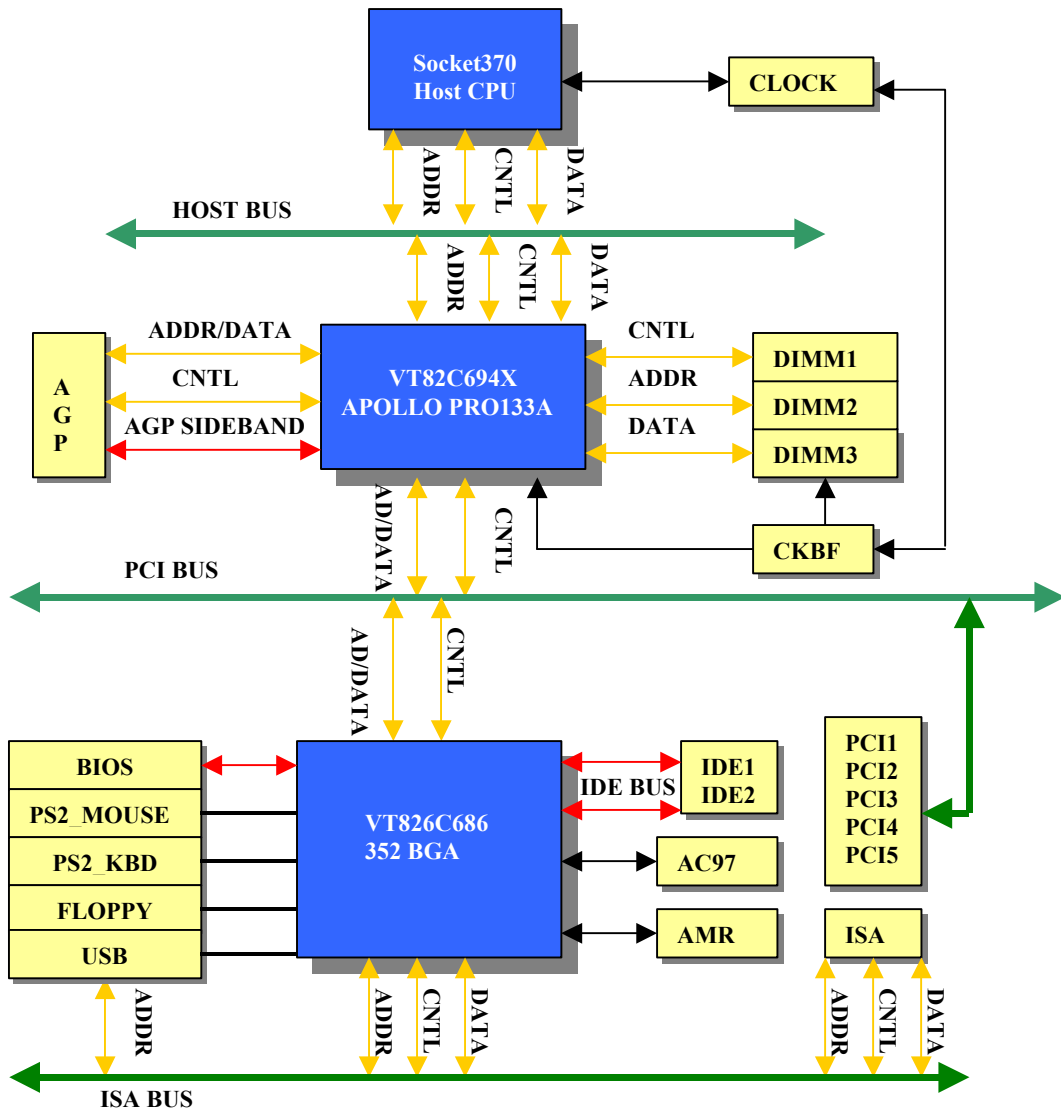 Socket370
Host CPU
CLOCK
ADDR
CNTL
DATA
HOST BUS
ADDR
CNTL
DATA
ADDR/DATA
CNTL
AGP SIDEBAND
A
G
P
VT82C694X
APOLLO PRO133A
CNTL
ADDR
DATA
DIMM1
DIMM2
DIMM3
CKBF
AD/DATA
CNTL
PCI BUS
AD/DATA
CNTL
BIOS
PS2_MOUSE
PS2_KBD
FLOPPY
USB
VT826C686
352 BGA
IDE BUS
IDE1
IDE2
AC97
AMR
PCI1
PCI2
PCI3
PCI4
PCI5
ISA
ADDR
ADDR
CNTL
DATA
ADDR
CNTL
DATA
ISA BUS